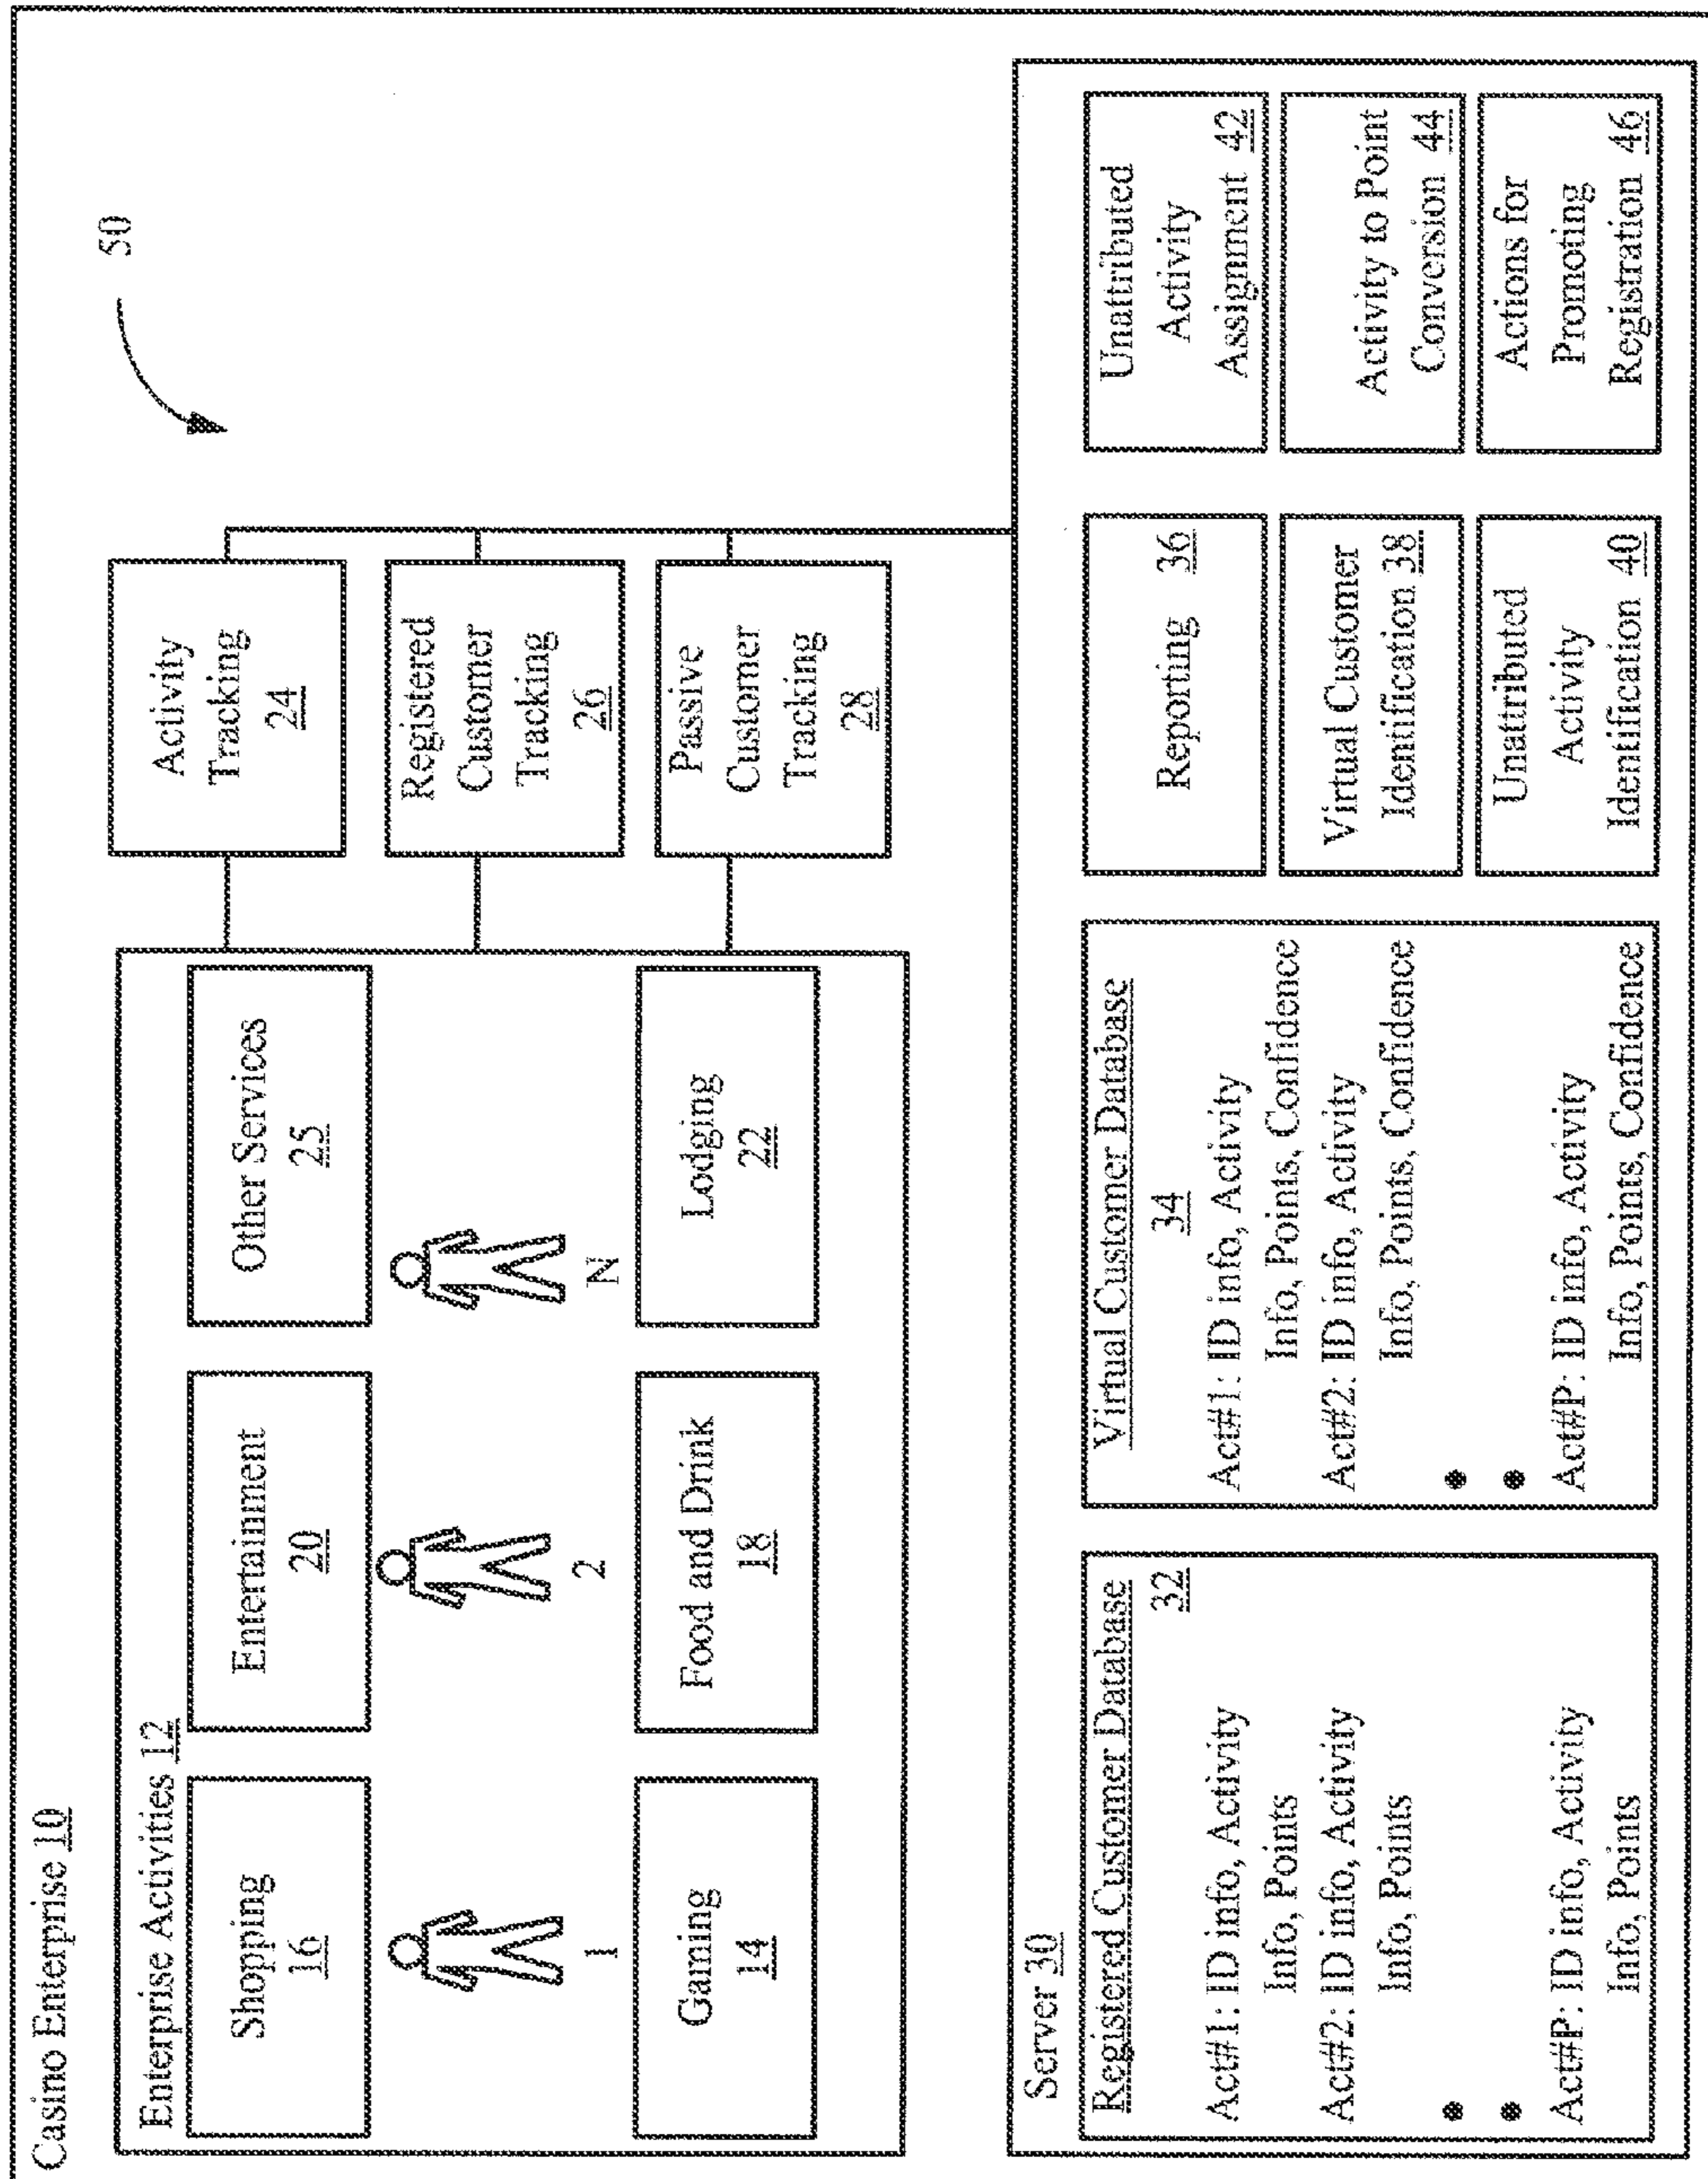 Casino Enterprise 10
50
Enterprise Activities 12
Shopping
16
Entertainment
20
Other Services
25
1
2
N
Gaming
14
Food and Drink
18
Lodging
22
Activity
Tracking
24
Registered
Customer
Tracking
26
Passive
Customer
Tracking
28
Server 30
Registered Customer Database
32
Act#1: ID info, Activity
Info, Points
Act#2: ID info, Activity
Info, Points
Act#P: ID info, Activity
Info, Points
Virtual Customer Database
34
Act#1: ID info, Activity
Info, Points, Confidence
Act#2: ID info, Activity
Info, Points, Confidence
Act#P: ID info, Activity
Info, Points, Confidence
Reporting 36
Virtual Customer
Identification 38
Unattributed
Activity
Identification 40
Unattributed
Activity
Assignment 42
Activity to Point
Conversion 44
Actions for
Promoting
Registration 46